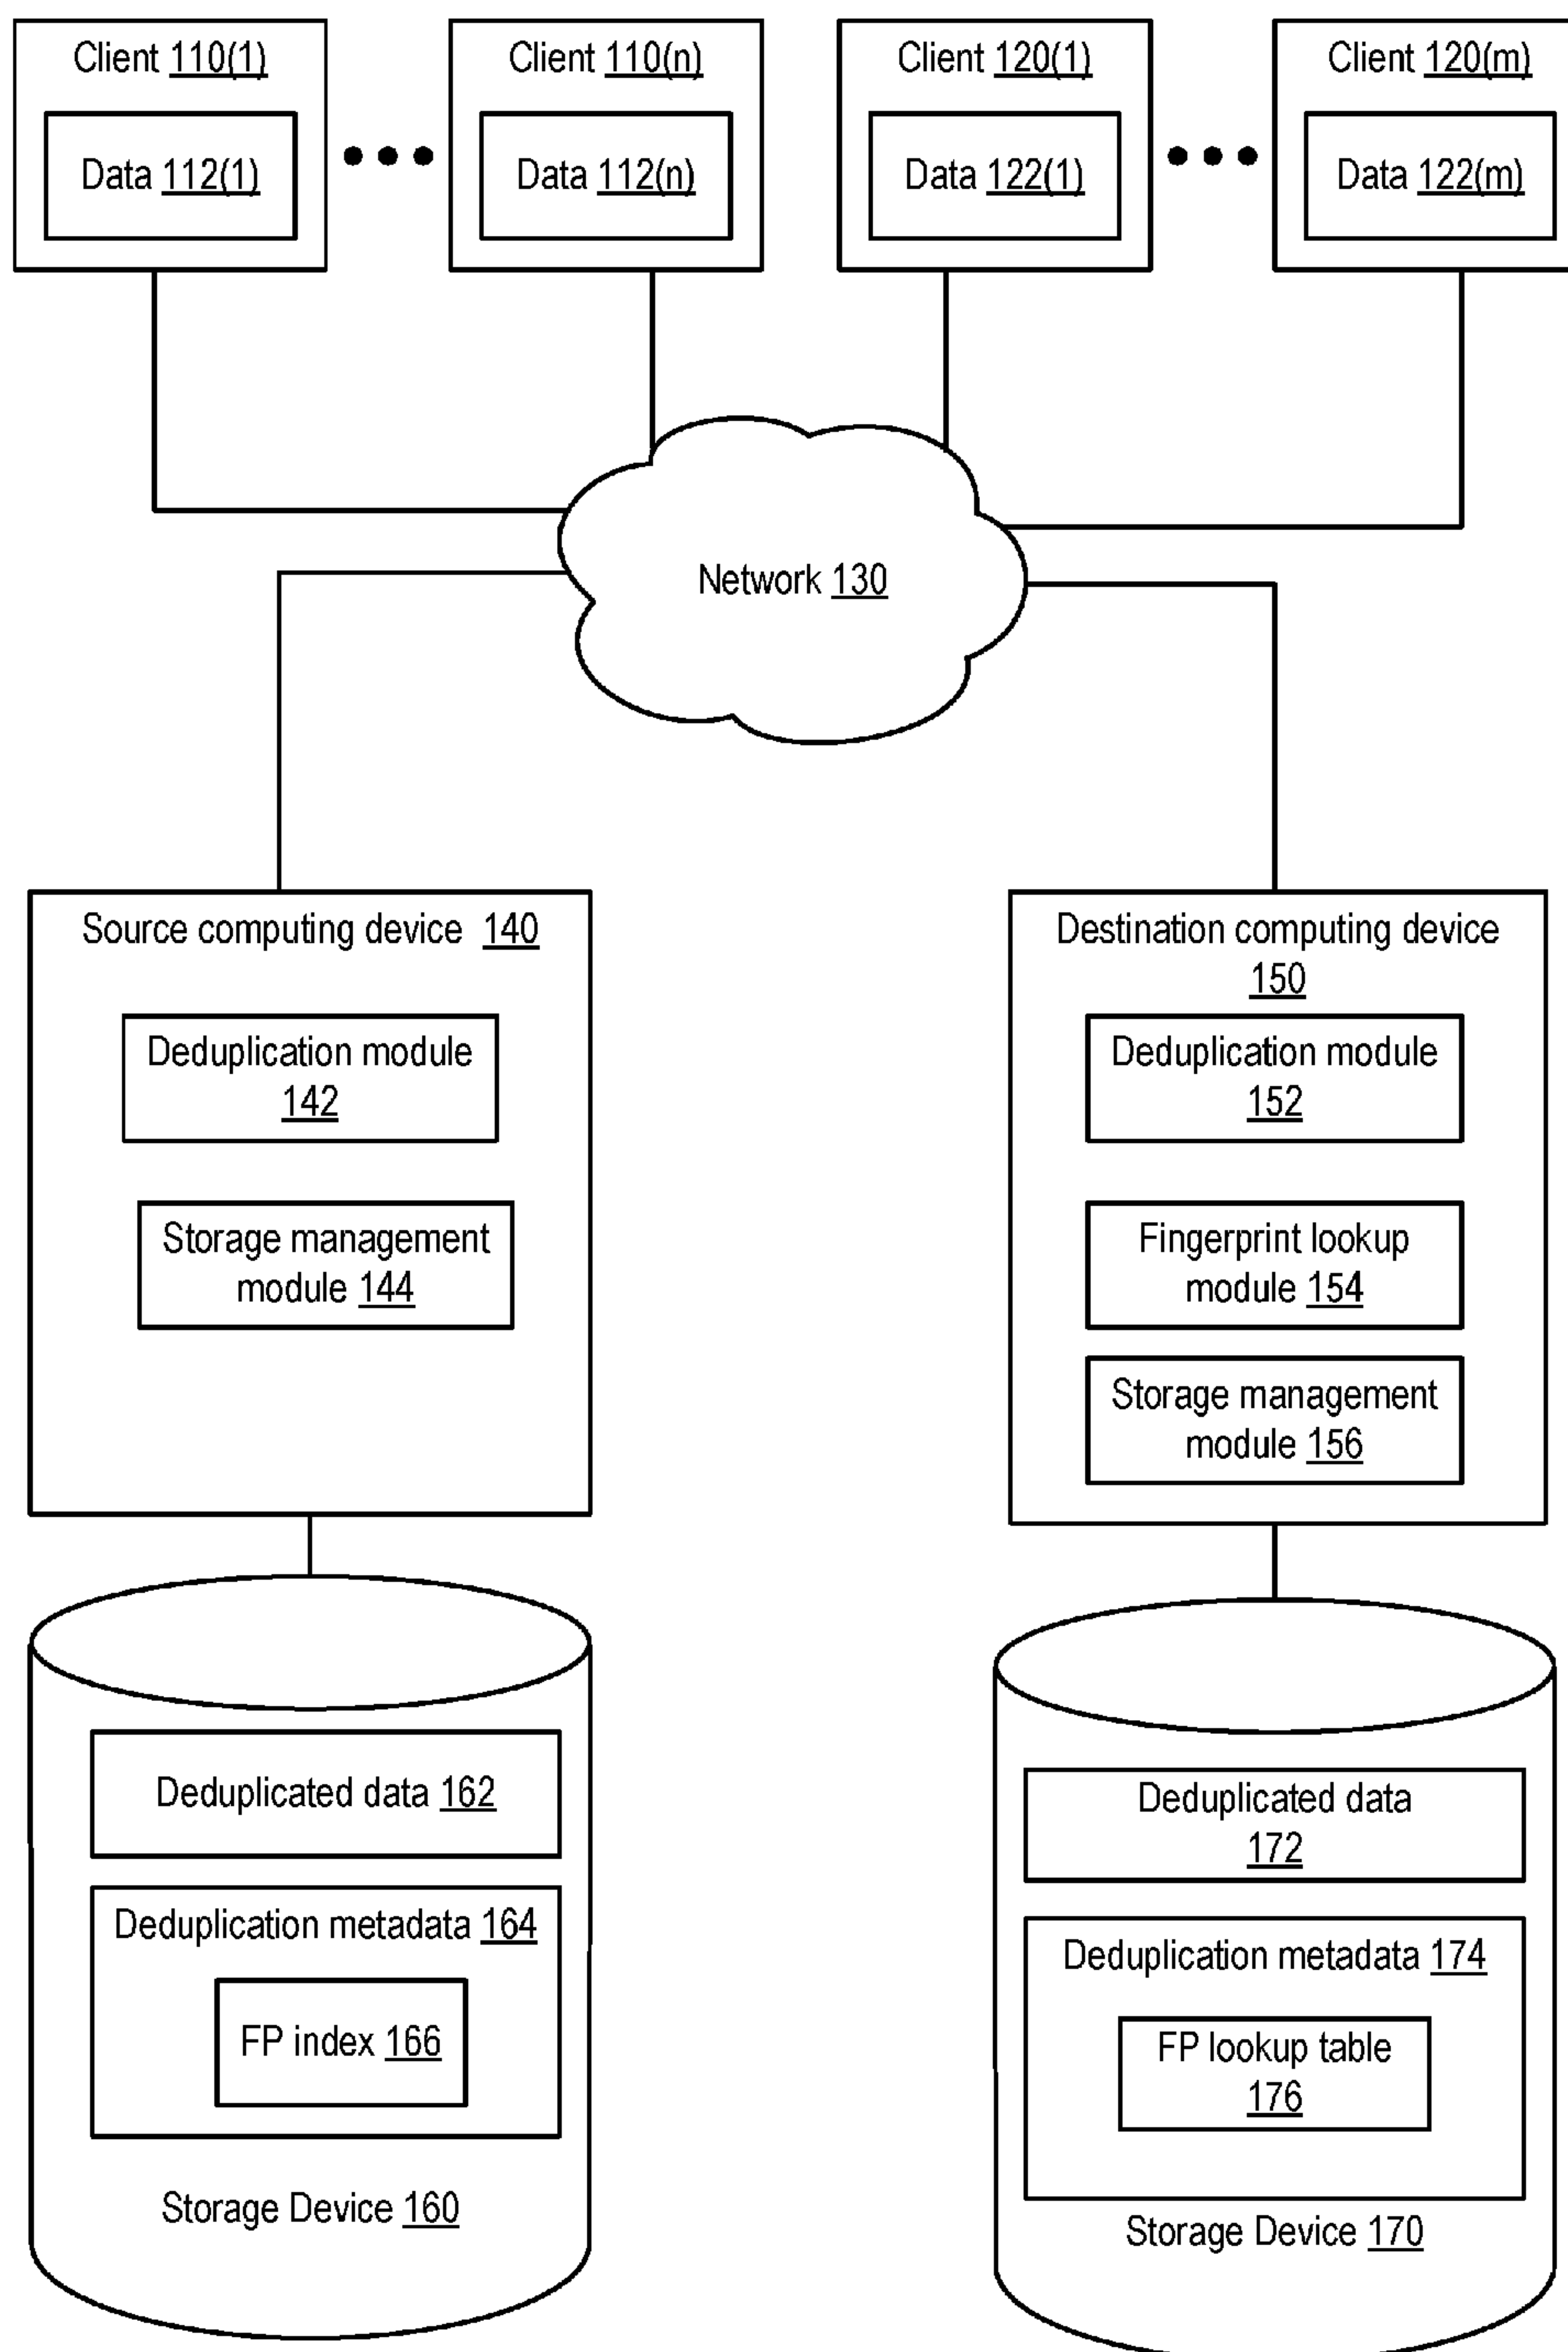 Client 110(1)
Data 112(1)
Client 110(n)
Data 112(n)
Client 120(1)
Data 122(1)
Client 120(m)
Data 122(m)
Network 130
Source computing device 140
Deduplication module
142
Storage management
module 144
Destination computing device
150
Deduplication module
152
Fingerprint lookup
module 154
Storage management
module 156
Deduplicated data 162
Deduplication metadata 164
FP index 166
Storage Device 160
Deduplicated data
172
Deduplication metadata 174
FP lookup table
176
Storage Device 170